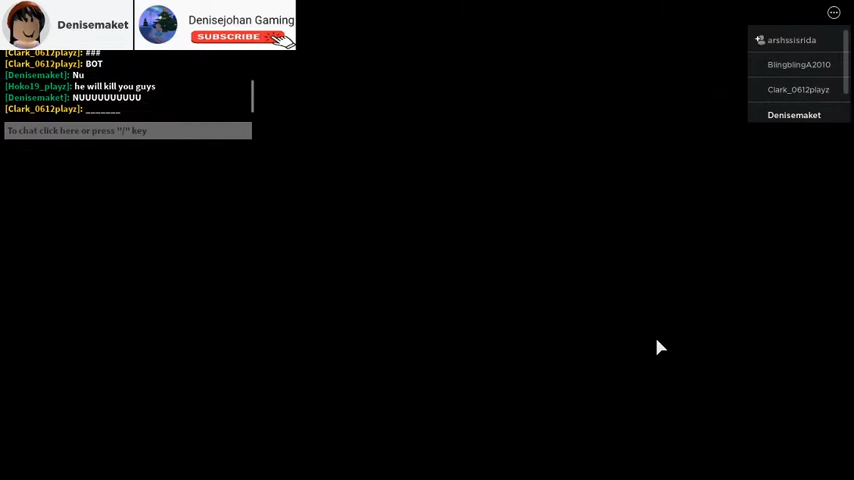 Denisemaket
Denisejohan Gaming
SUBSCRIBE
[Clark_0612playz]: ###
[Clark_0612playz]: BOT
[Denisemaket]: Nu
[Hoko19_playz]: he will kill you guys
[Denisemaket]: NUUUUUUUUUU
[Clark_0612playz]: _______
To chat click here or press "/" key
arshssisrida
BlingblingA2010
Clark_0612playz
Denisemaket